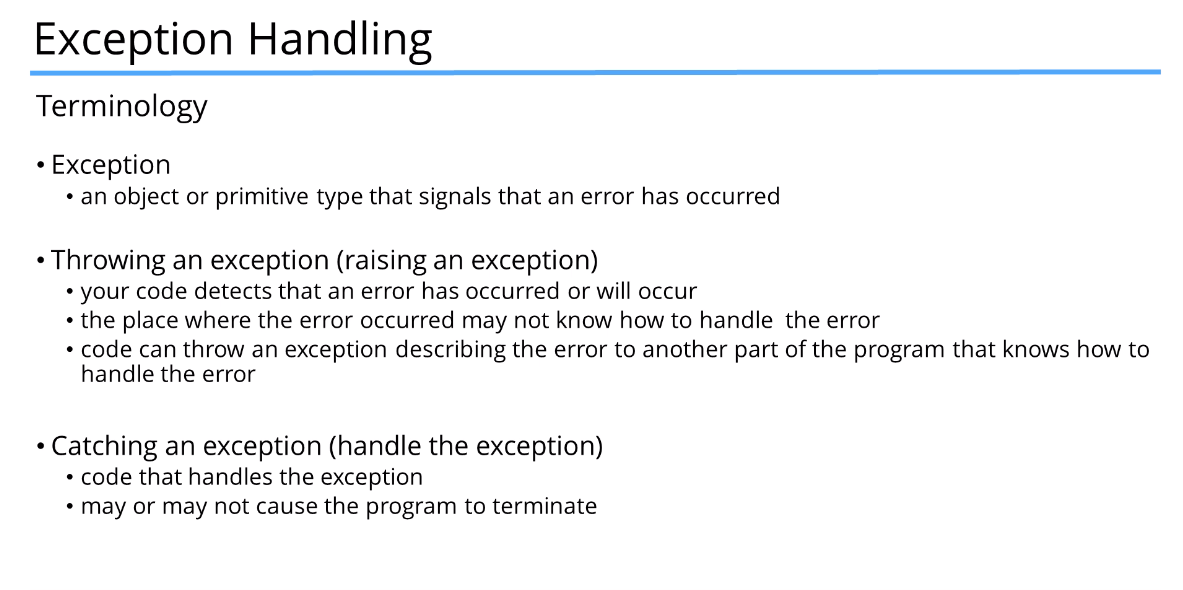 Exception Handling
Terminology
• Exception
• an object or primitive type that signals that an error has occurred
• Throwing an exception (raising an exception)
• your code detects that an error has occurred or will occur
• the place where the error occurred may not know how to handle  the error
• code can throw an exception describing the error to another part of the program that knows how to
handle the error
• Catching an exception (handle the exception)
• code that handles the exception
• may or may not cause the program to terminate